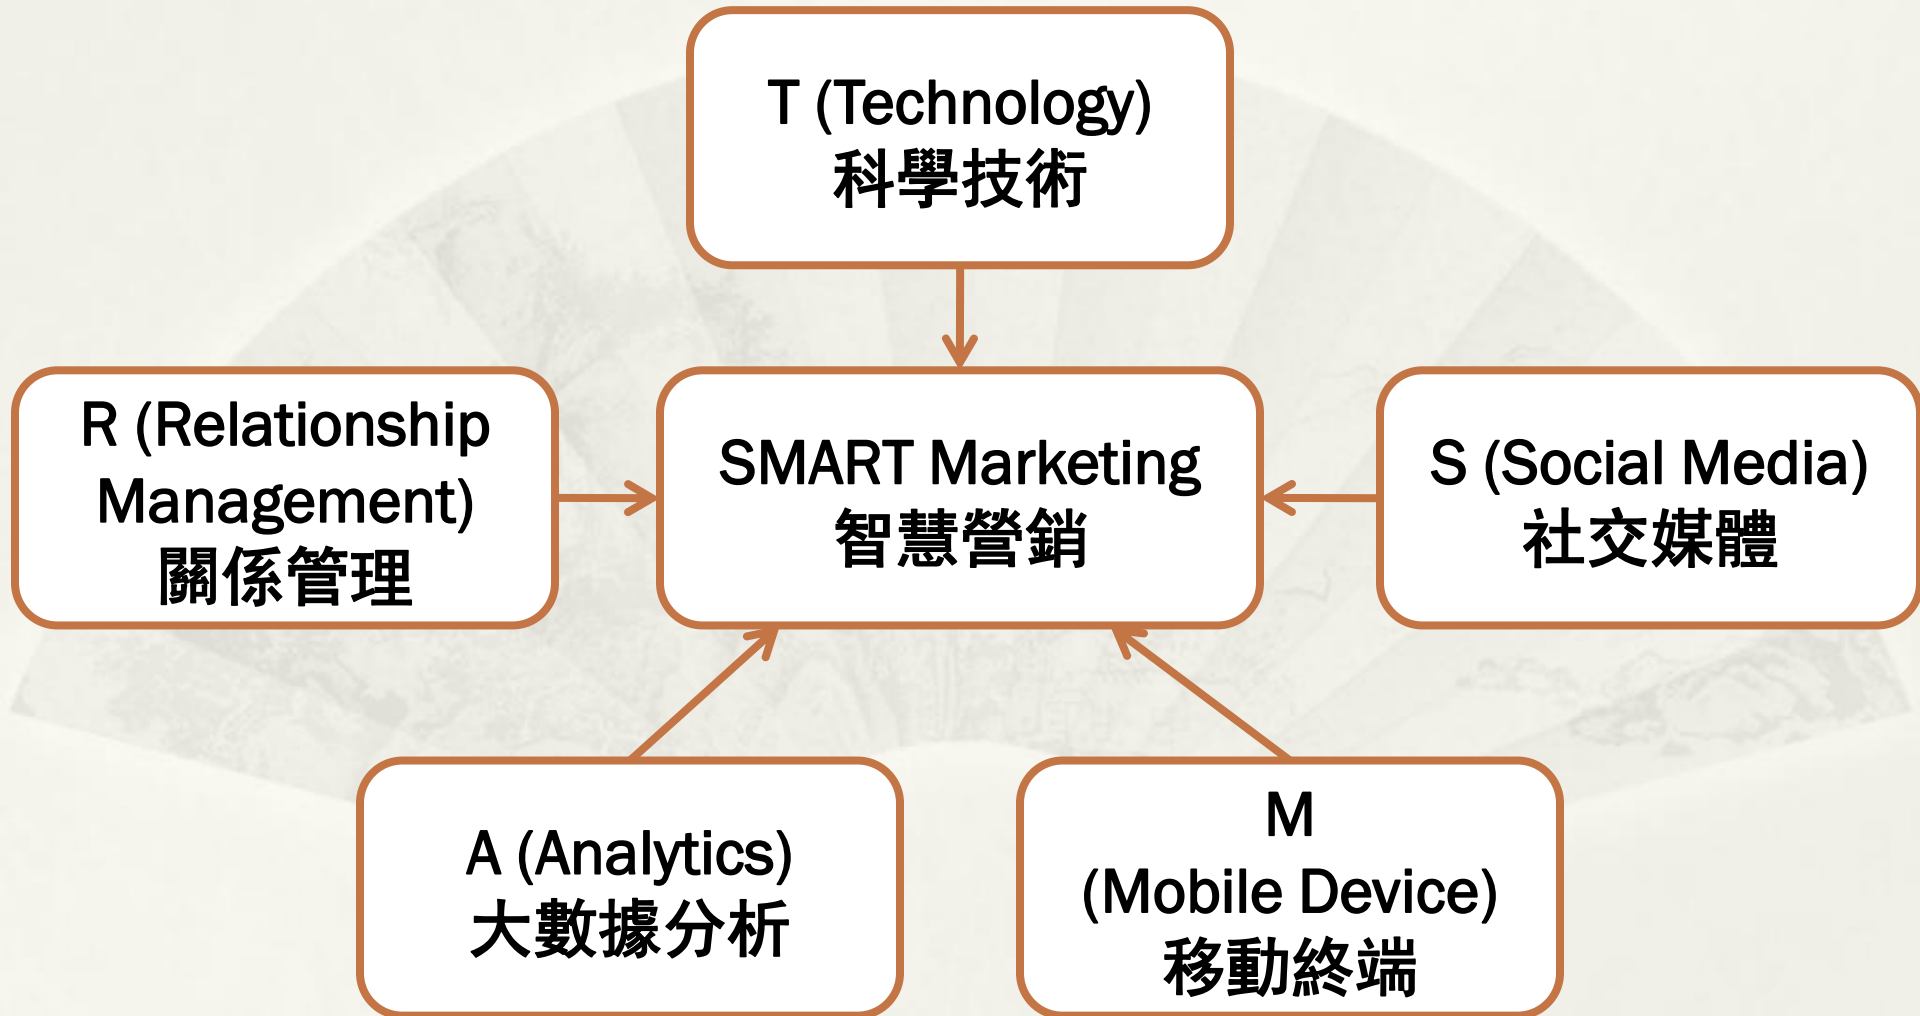 T (Technology)
科學技術
R (Relationship
Management)
關係管理
SMART Marketing
智慧營銷
S (Social Media)
社交媒體
A (Analytics)
大數據分析
M
(Mobile Device)
移動終端